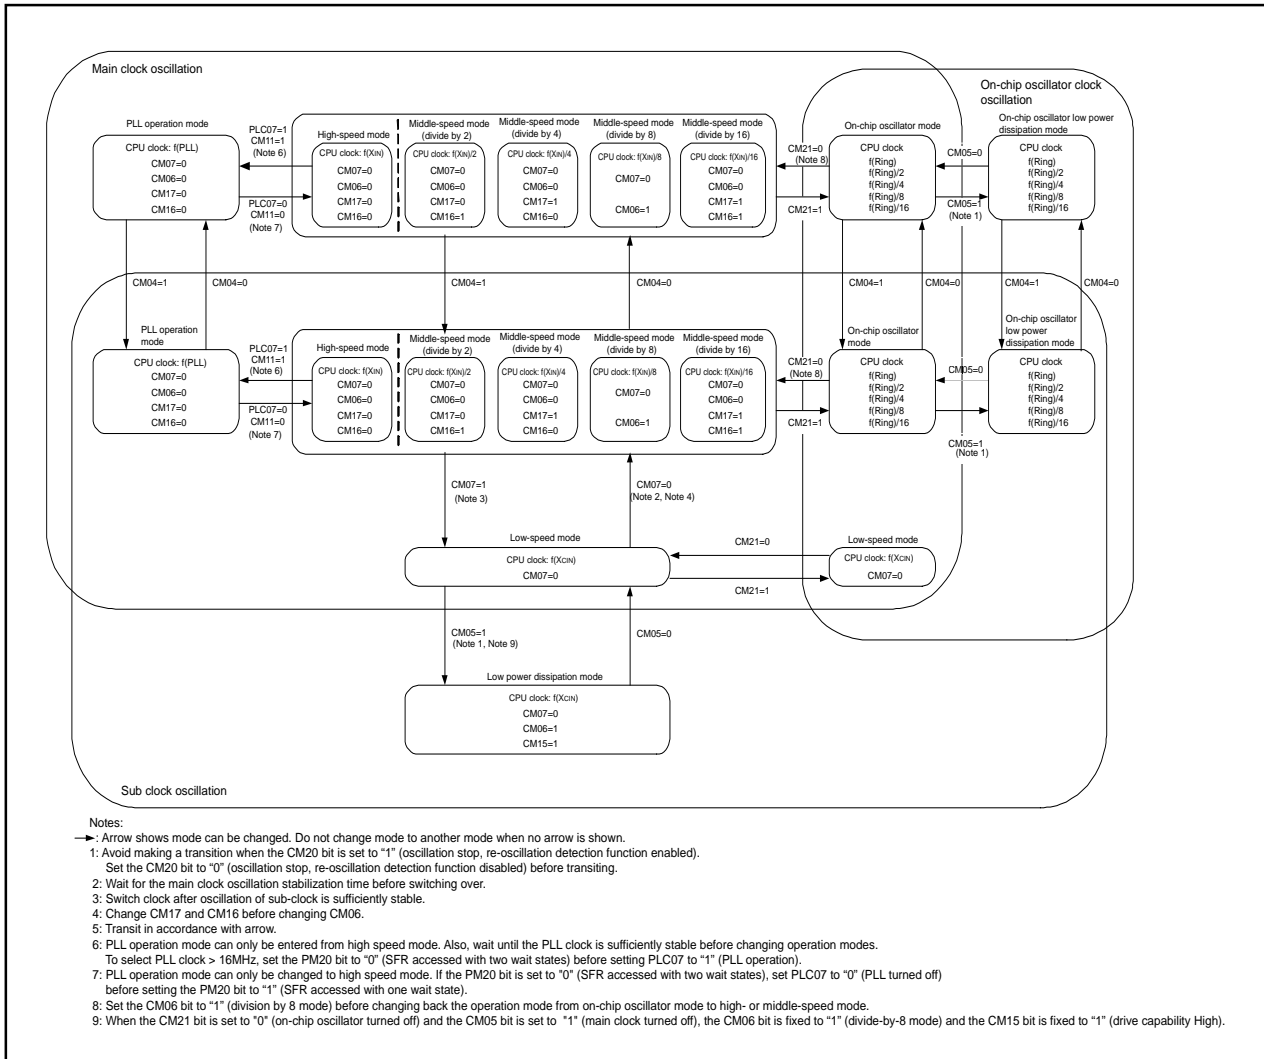 Main clock oscillation
On-chip oscillator clock
oscillation
PLL operation mode
CPU clock: f(PLL)
CM07=0
CM06=0
CM17=0
CM16=0
PLC07=1
CM11=1
(Note 6)
PLC07=0
CM11=0
(Note 7)
High-speed mode
CPU clock: f(XIN)
CM07=0
CM06=0
CM17=0
CM16=0
Middle-speed mode
(divide by 2)
CPU clock: f(XIN)/2
CM07=0
CM06=0
CM17=0
CM16=1
Middle-speed mode
(divide by 4)
CPU clock: f(XIN)/4
CM07=0
CM06=0
CM17=1
CM16=0
Middle-speed mode
(divide by 8)
CPU clock: f(XIN)/8
CM07=0
CM06=1
Middle-speed mode
(divide by 16)
CPU clock: f(XIN)/16
CM07=0
CM06=0
CM17=1
CM16=1
CM21=0
(Note 8)
CM21=1
On-chip oscillator mode
CPU clock
f(Ring)
f(Ring)/2
f(Ring)/4
f(Ring)/8
f(Ring)/16
CM05=0
CM05=1
(Note 1)
On-chip oscillator low power
dissipation mode
CPU clock
f(Ring)
f(Ring)/2
f(Ring)/4
f(Ring)/8
f(Ring)/16
CM04=1
CM04=0
CM04=1
CM04=0
CM04=1
CM04=0
CM04=1
CM04=0
PLL operation
mode
CPU clock: f(PLL)
CM07=0
CM06=0
CM17=0
CM16=0
PLC07=1
CM11=1
(Note 6)
PLC07=0
CM11=0
(Note 7)
High-speed mode
CPU clock: f(XIN)
CM07=0
CM06=0
CM17=0
CM16=0
Middle-speed mode
(divide by 2)
CPU clock: f(XIN)/2
CM07=0
CM06=0
CM17=0
CM16=1
Middle-speed mode
(divide by 4)
CPU clock: f(XIN)/4
CM07=0
CM06=0
CM17=1
CM16=0
Middle-speed mode
(divide by 8)
CPU clock: f(XIN)/8
CM07=0
CM06=1
Middle-speed mode
(divide by 16)
CPU clock: f(XIN)/16
CM07=0
CM06=0
CM17=1
CM16=1
CM21=0
(Note 8)
CM21=1
On-chip oscillator
mode
CPU clock
f(Ring)
f(Ring)/2
f(Ring)/4
f(Ring)/8
f(Ring)/16
CM05=0
CM05=1
(Note 1)
On-chip oscillator
low power
dissipation mode
CPU clock
f(Ring)
f(Ring)/2
f(Ring)/4
f(Ring)/8
f(Ring)/16
CM07=1
(Note 3)
CM07=0
(Note 2, Note 4)
Low-speed mode
CPU clock: f(XCIN)
CM07=0
CM21=0
CM21=1
Low-speed mode
CPU clock: f(XCIN)
CM07=0
CM05=1
(Note 1, Note 9)
CM05=0
Low power dissipation mode
CPU clock: f(XCIN)
CM07=0
CM06=1
CM15=1
Sub clock oscillation
Notes:
: Arrow shows mode can be changed. Do not change mode to another mode when no arrow is shown.
1: Avoid making a transition when the CM20 bit is set to “1” (oscillation stop, re-oscillation detection function enabled).
Set the CM20 bit to “0” (oscillation stop, re-oscillation detection function disabled) before transiting.
2: Wait for the main clock oscillation stabilization time before switching over.
3: Switch clock after oscillation of sub-clock is sufficiently stable.
4: Change CM17 and CM16 before changing CM06.
5: Transit in accordance with arrow.
6: PLL operation mode can only be entered from high speed mode. Also, wait until the PLL clock is sufficiently stable before changing operation modes.
To select PLL clock > 16MHz, set the PM20 bit to “0” (SFR accessed with two wait states) before setting PLC07 to “1” (PLL operation).
7: PLL operation mode can only be changed to high speed mode. If the PM20 bit is set to "0" (SFR accessed with two wait states), set PLC07 to “0” (PLL turned off)
before setting the PM20 bit to “1” (SFR accessed with one wait state).
8: Set the CM06 bit to “1” (division by 8 mode) before changing back the operation mode from on-chip oscillator mode to high- or middle-speed mode.
9: When the CM21 bit is set to "0" (on-chip oscillator turned off) and the CM05 bit is set to "1" (main clock turned off), the CM06 bit is fixed to “1” (divide-by-8 mode) and the CM15 bit is fixed to “1” (drive capability High).